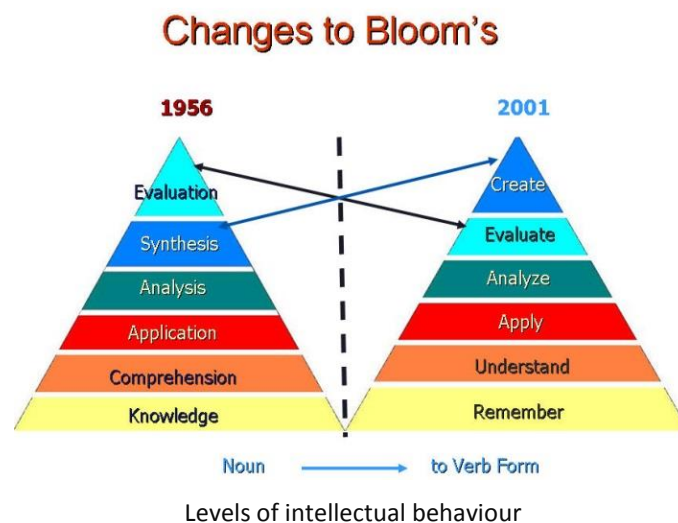 Changes to Bloom's
1956
2001
Evaluation
Synthesis
Analysis
Application
Comprehension
Knowledge
Create
Evaluate
Analyze
Apply
Understand
Remember
Noun to Verb Form
Levels of intellectual behaviour